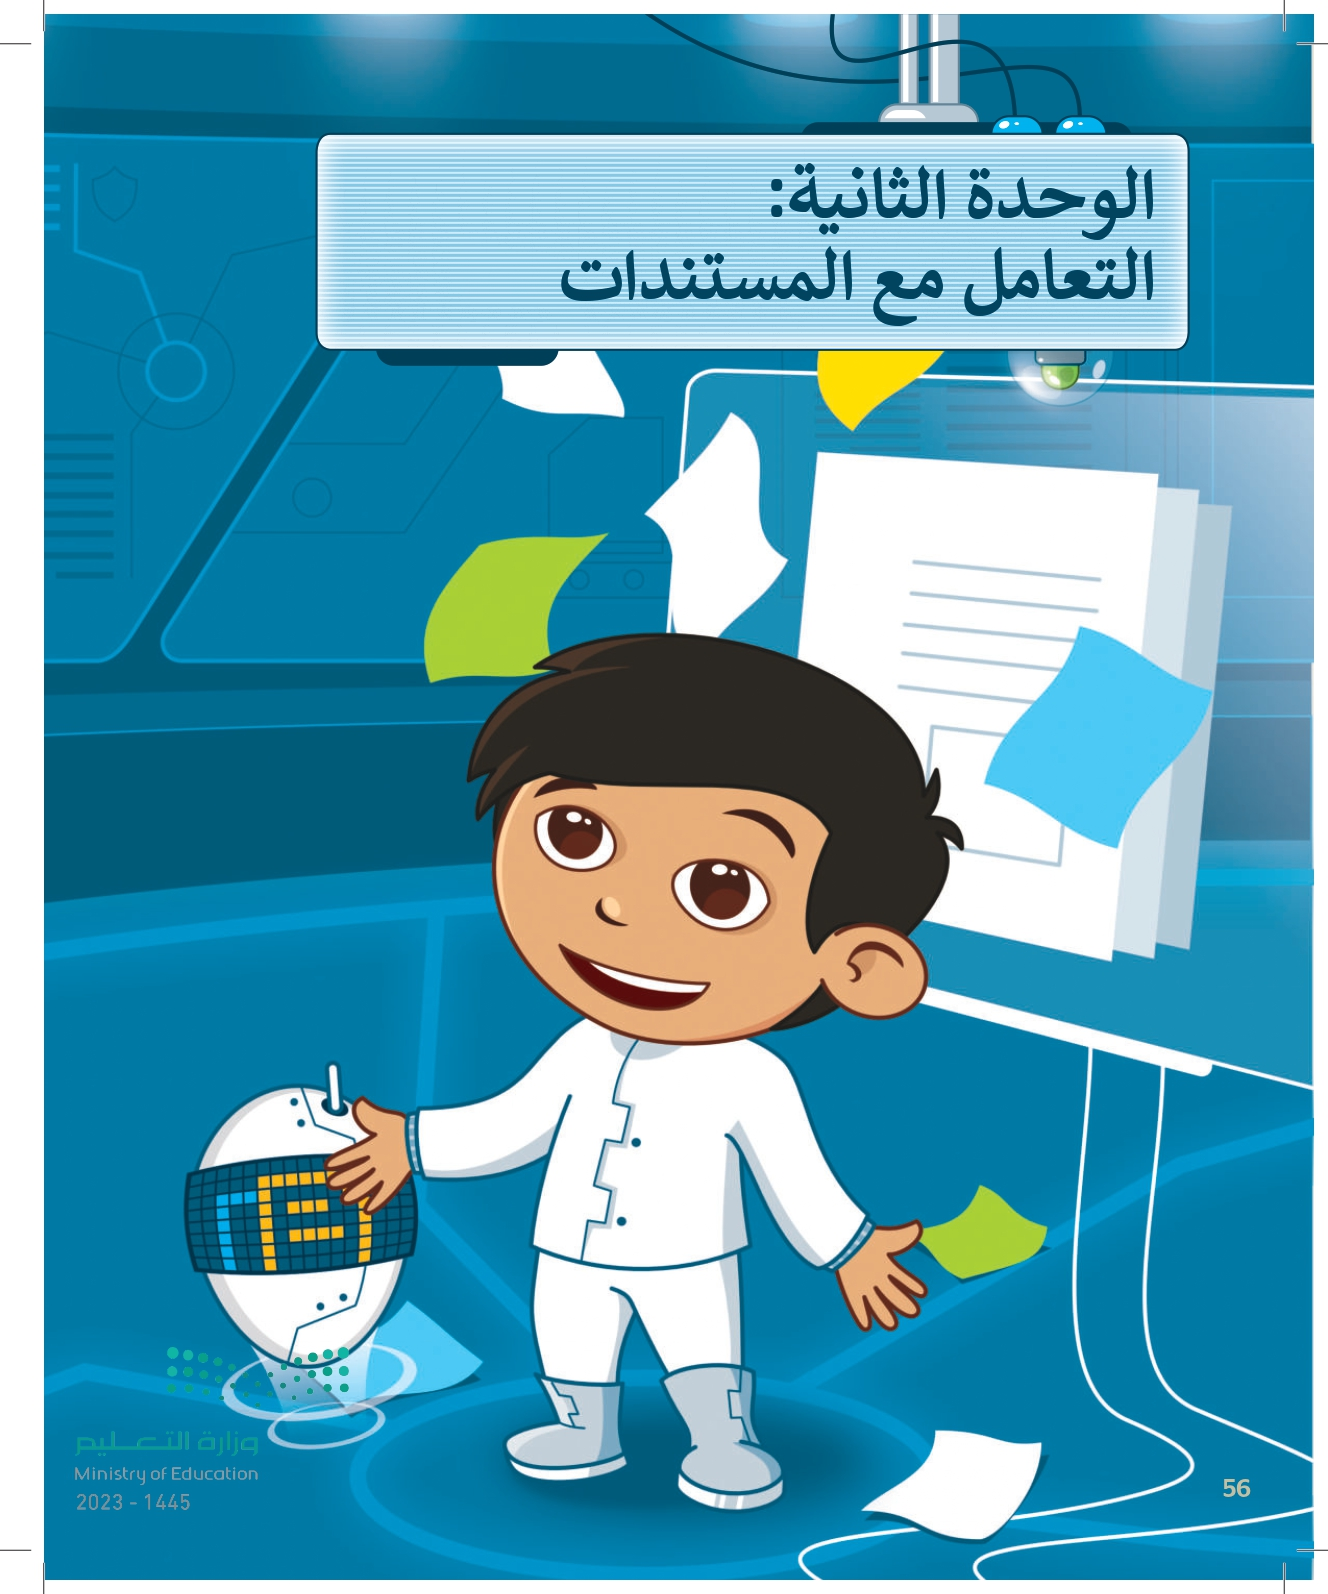 الوحدة الثانية:
التعامل مع المستندات
وزارة التعليم
Ministry of Education
2023 - 1445
56